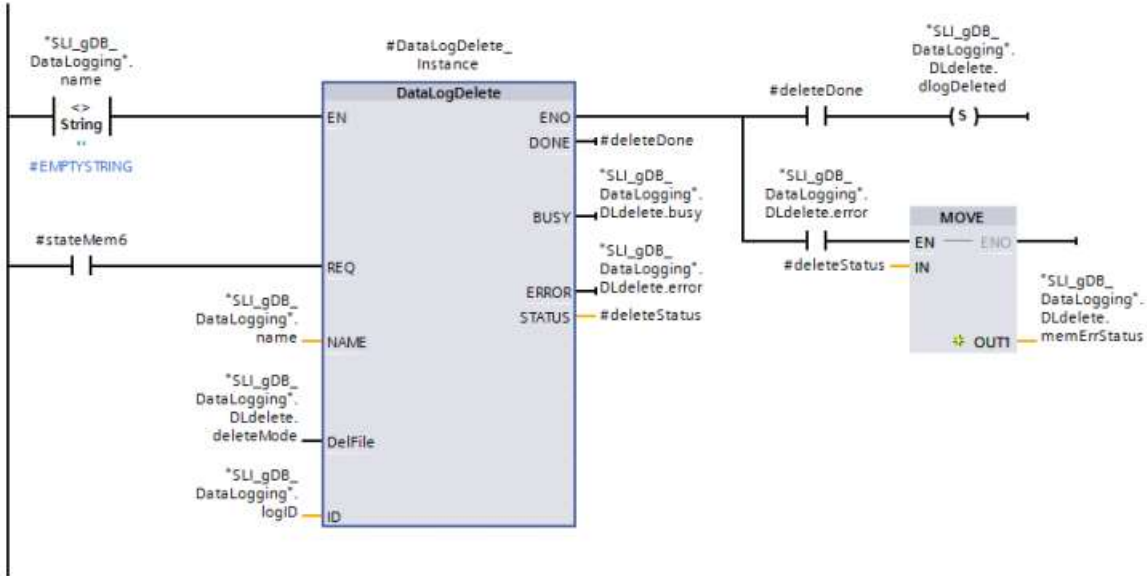 "SLI_gDB_
DataLogging".
name
<>
String
''
#EMPTYSTRING
#stateMem6
"SLI_gDB_
DataLogging".
name
"SLI_gDB_
DataLogging".
DLdelete.
deleteMode
"SLI_gDB_
DataLogging".
logID
#DataLogDelete_
Instance
DataLogDelete
EN
REQ
NAME
DelFile
ID
ENO
DONE
BUSY
ERROR
STATUS
#deleteDone
"SLI_gDB_
DataLogging".
DLdelete.busy
"SLI_gDB_
DataLogging".
DLdelete.error
#deleteStatus
#deleteDone
"SLI_gDB_
DataLogging".
DLdelete.
dlogDeleted
S
"SLI_gDB_
DataLogging".
DLdelete.error
#deleteStatus
MOVE
EN
ENO
IN
OUT1
"SLI_gDB_
DataLogging".
DLdelete.
memErrStatus